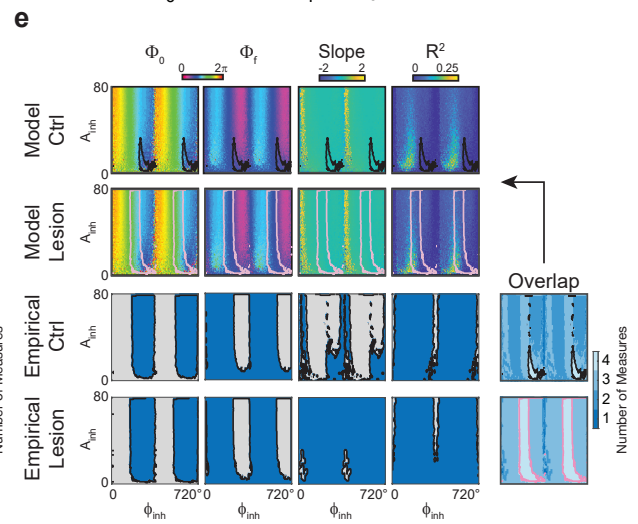 e
Φ0 Φf Slope R2
0 2π -2 2 0 0.25
Model
Ctrl
Ainh
80
0
Model
Lesion
Ainh
80
0
Overlap
Empirical
Ctrl
Ainh
80
0
4
3
2
1
Number of Measures
Empirical
Lesion
Ainh
80
0
0 720° 0 720° 0 720° 0 720°
ϕinh ϕinh ϕinh ϕinh